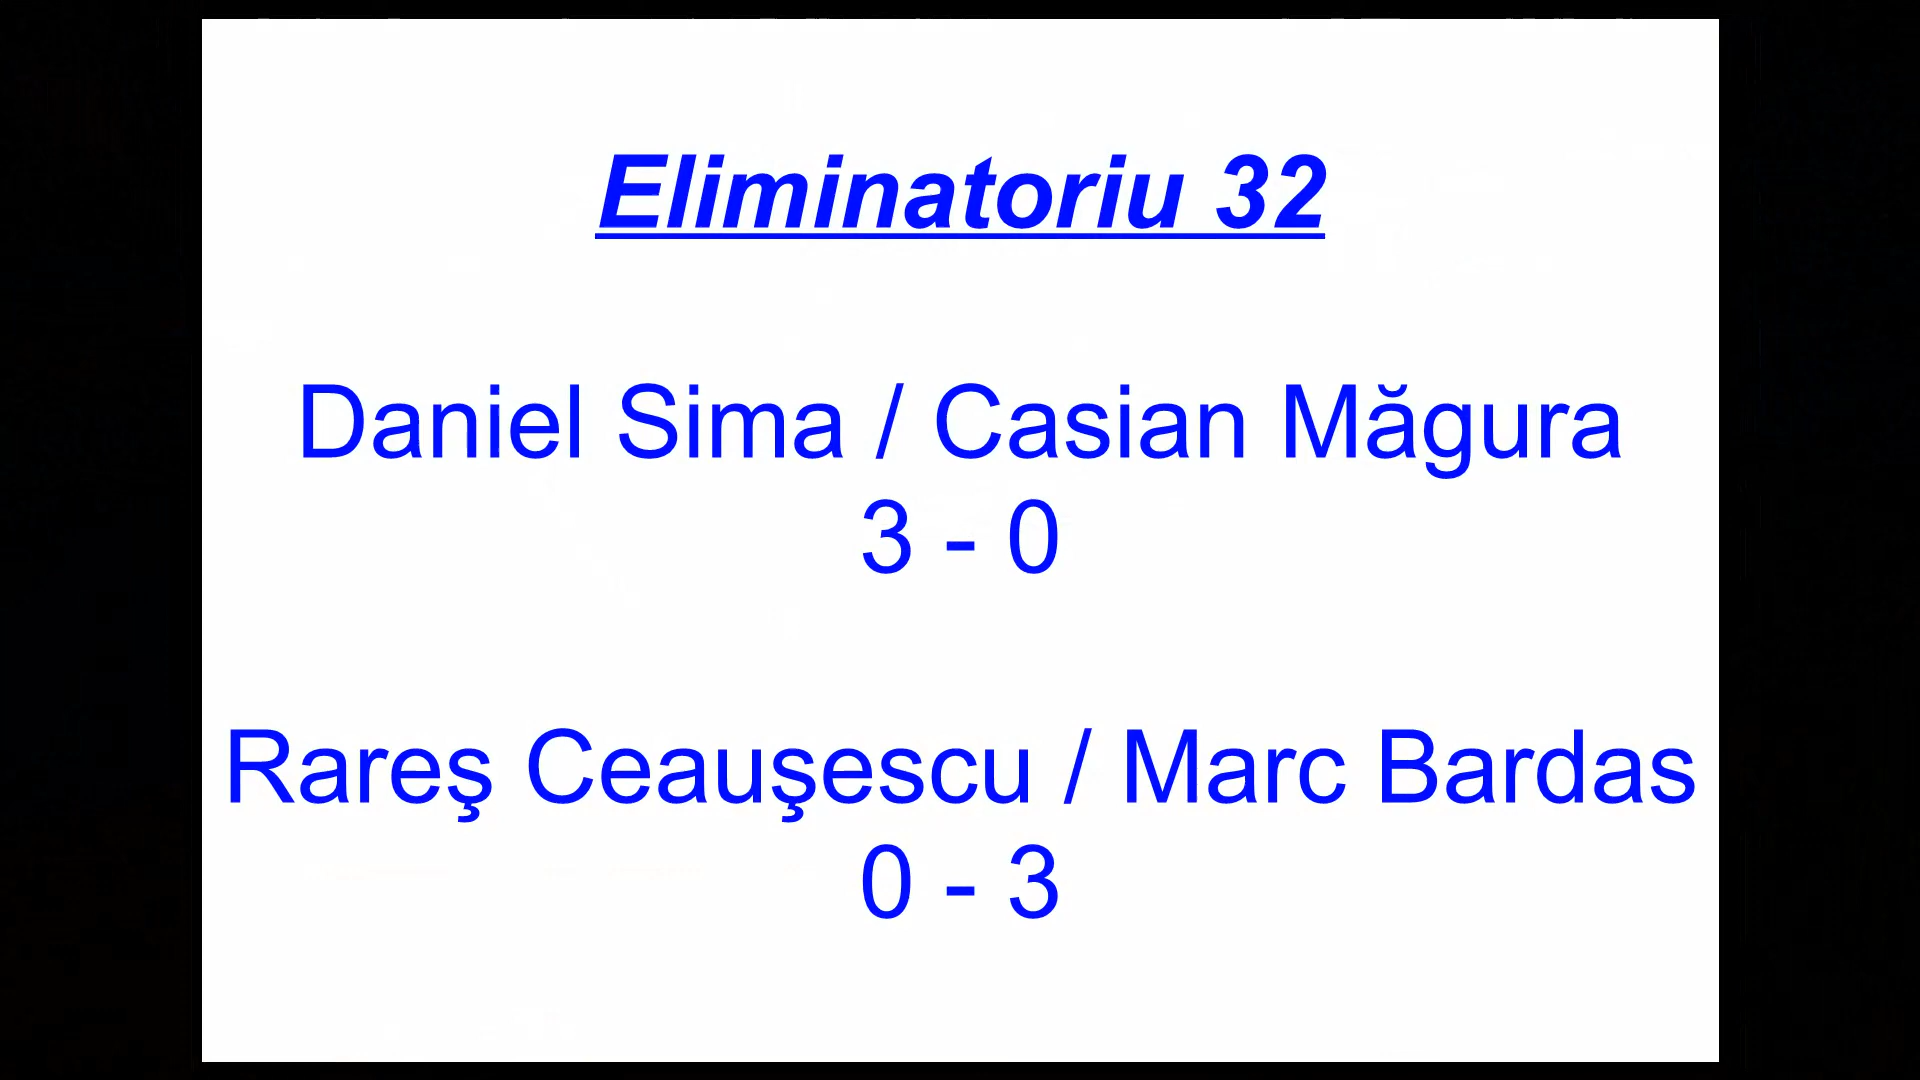 Eliminatoriu 32
Daniel Sima / Casian Măgura
3 - 0
Rareş Ceauşescu / Marc Bardas
0 - 3